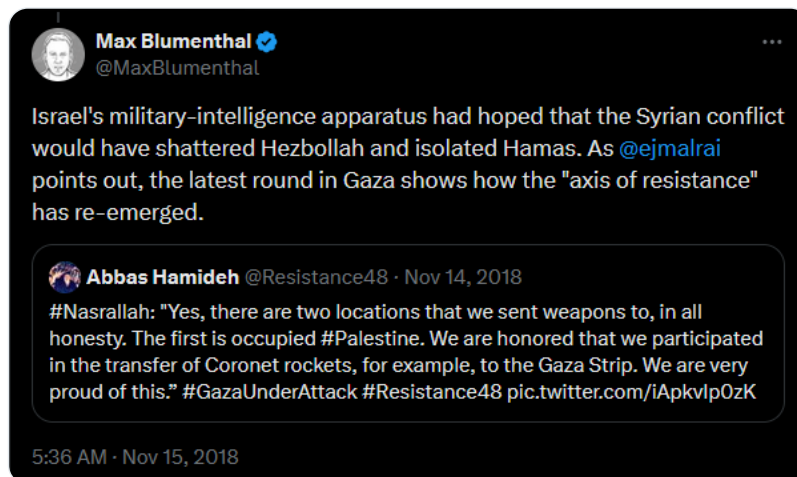 Max Blumenthal
@MaxBlumenthal
Israel's military-intelligence apparatus had hoped that the Syrian conflict
would have shattered Hezbollah and isolated Hamas. As @ejmalrai
points out, the latest round in Gaza shows how the "axis of resistance"
has re-emerged.
Abbas Hamideh @Resistance48 · Nov 14, 2018
#Nasrallah: "Yes, there are two locations that we sent weapons to, in all
honesty. The first is occupied #Palestine. We are honored that we participated
in the transfer of Coronet rockets, for example, to the Gaza Strip. We are very
proud of this.” #GazaUnderAttack #Resistance48 pic.twitter.com/iApkvIp0zK
5:36 AM · Nov 15, 2018